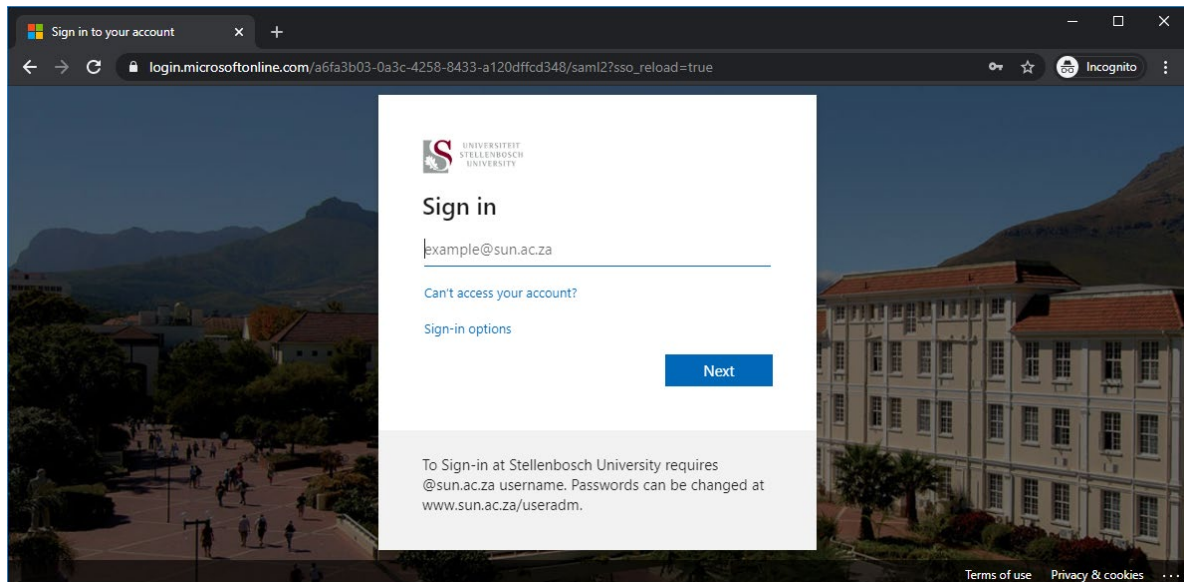 Sign in to your account
Incognito
login.microsoftonline.com/a6fa3b03-0a3c-4258-8433-a120dffcd348/saml2?sso_reload=true
UNIVERSITEIT
STELLENBOSCH
UNIVERSITY
Sign in
example@sun.ac.za
Can't access your account?
Sign-in options
Next
To Sign-in at Stellenbosch University requires
@sun.ac.za username. Passwords can be changed at
www.sun.ac.za/useradm.
Terms of use Privacy & cookies ...